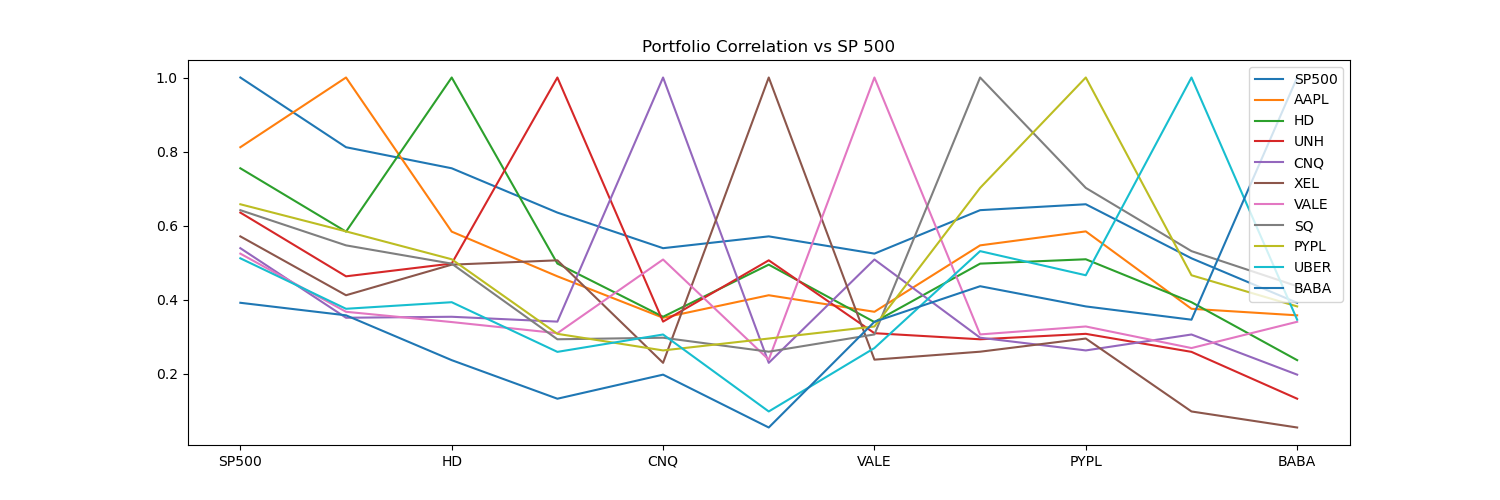 Portfolio Correlation vs SP 500
1.0
0.8
0.6
0.4
0.2
SP500
HD
CNQ
VALE
PYPL
BABA
SP500
AAPL
HD
UNH
CNQ
XEL
VALE
SQ
PYPL
UBER
BABA